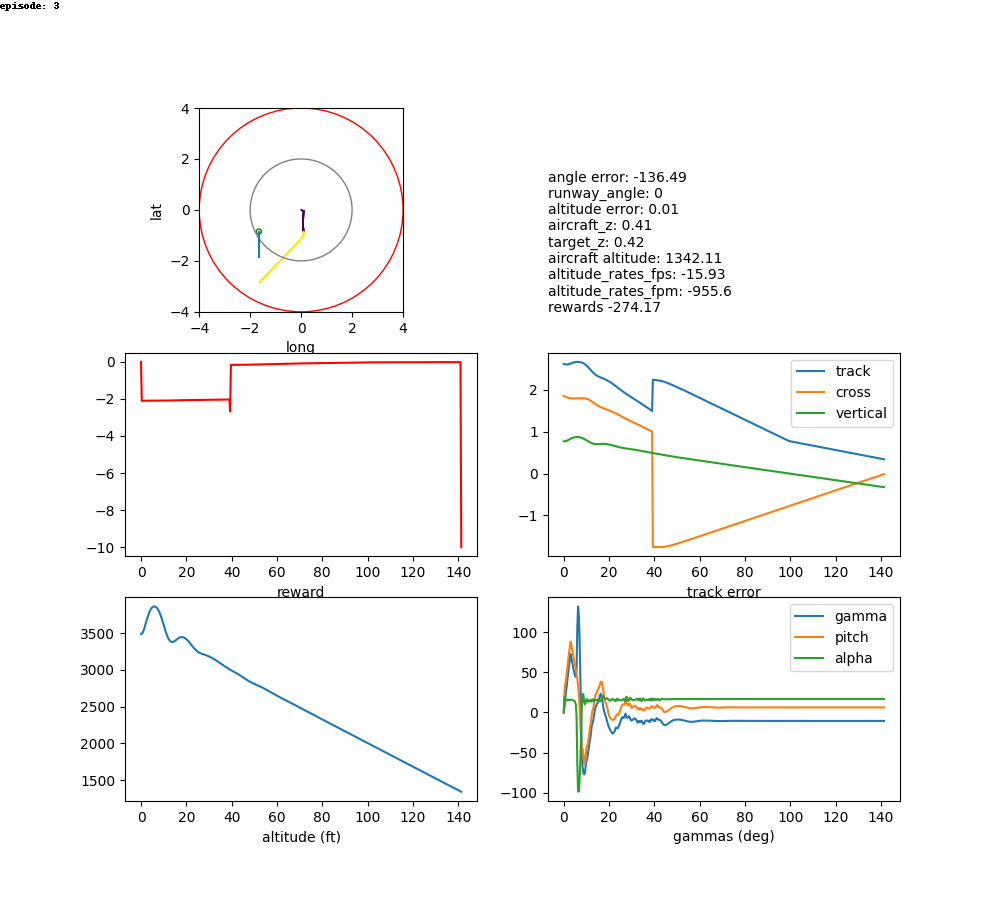 episode: 3
4
2
0
−2
−4
lat
−4 −2 0 2 4
long
angle error: -136.49
runway_angle: 0
altitude error: 0.01
aircraft_z: 0.41
target_z: 0.42
aircraft altitude: 1342.11
altitude_rates_fps: -15.93
altitude_rates_fpm: -955.6
rewards -274.17
0
−2
−4
−6
−8
−10
0 20 40 60 80 100 120 140
reward
2
1
0
−1
track
cross
vertical
0 20 40 60 80 100 120 140
track error
3500
3000
2500
2000
1500
0 20 40 60 80 100 120 140
altitude (ft)
100
50
0
−50
−100
gamma
pitch
alpha
0 20 40 60 80 100 120 140
gammas (deg)